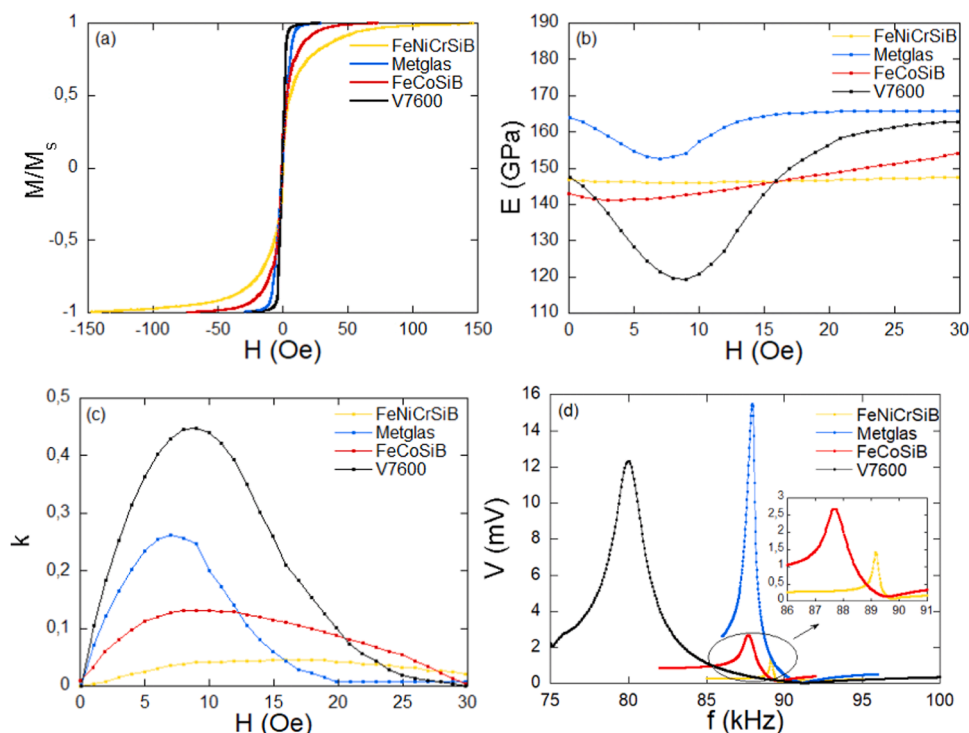 (a)
1
0,5
0
-0,5
-1
M/Ms
-150 -100 -50 0 50 100 150
H (Oe)
FeNiCrSiB
Metglas
FeCoSiB
V7600
(b)
190
180
170
160
150
140
130
120
110
E (GPa)
0 5 10 15 20 25 30
H (Oe)
FeNiCrSiB
Metglas
FeCoSiB
V7600
(c)
0,5
0,4
0,3
0,2
0,1
0
k
0 5 10 15 20 25 30
H (Oe)
FeNiCrSiB
Metglas
FeCoSiB
V7600
(d)
16
14
12
10
8
6
4
2
0
V (mV)
75 80 85 90 95 100
f (kHz)
FeNiCrSiB
Metglas
FeCoSiB
V7600
3
2,5
2
1,5
1
0,5
0
86 87 88 89 90 91